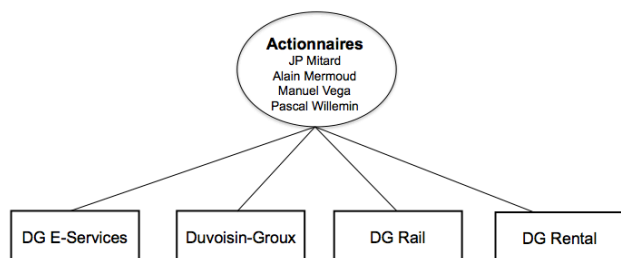 Actionnaires
JP Mitard
Alain Mermoud
Manuel Vega
Pascal Willemin
DG E-Services
Duvoisin-Groux
DG Rail
DG Rental